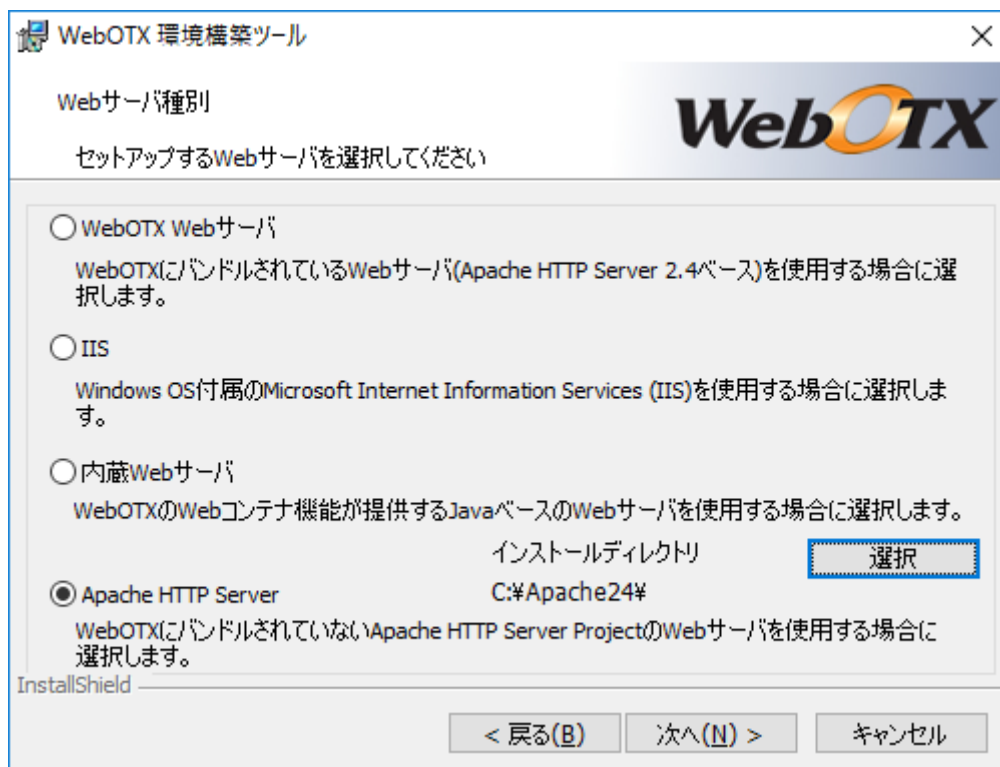 WebOTX 環境構築ツール
Webサーバ種別
WebOTX
セットアップするWebサーバを選択してください
WebOTX Webサーバ
WebOTXにバンドルされているWebサーバ(Apache HTTP Server 2.4ベース)を使用する場合に選
択します。
IIS
Windows OS付属のMicrosoft Internet Information Services (IIS)を使用する場合に選択しま
す。
内蔵Webサーバ
WebOTXのWebコンテナ機能が提供するJavaベースのWebサーバを使用する場合に選択します。
インストールディレクトリ
選択
Apache HTTP Server
C:¥Apache24¥
WebOTXにバンドルされていないApache HTTP Server ProjectのWebサーバを使用する場合に
選択します。
InstallShield
< 戻る(B)
次へ(N) >
キャンセル